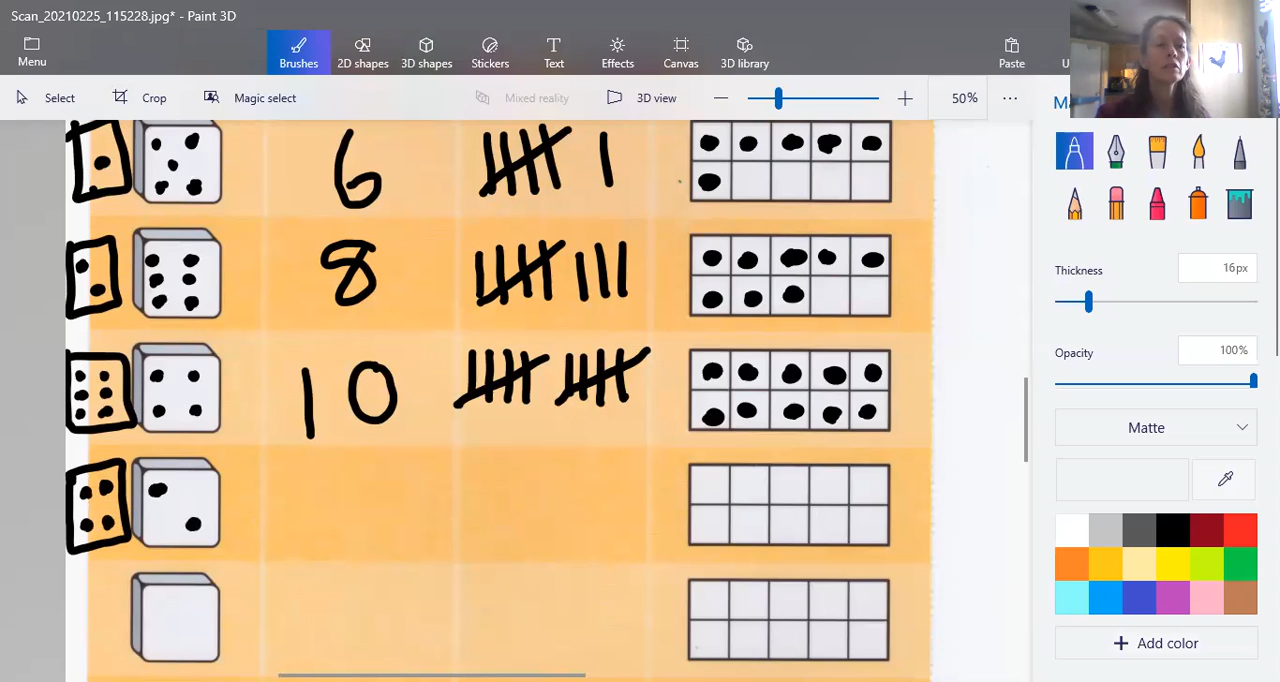 Scan_20210225_115228.jpg* - Paint 3D
Menu
Brushes
2D shapes
3D shapes
Stickers
Text
Effects
Canvas
3D library
Paste
Select
Crop
Magic select
Mixed reality
3D view
50%
Thickness
16px
Opacity
100%
Matte
Add color
6
8
10